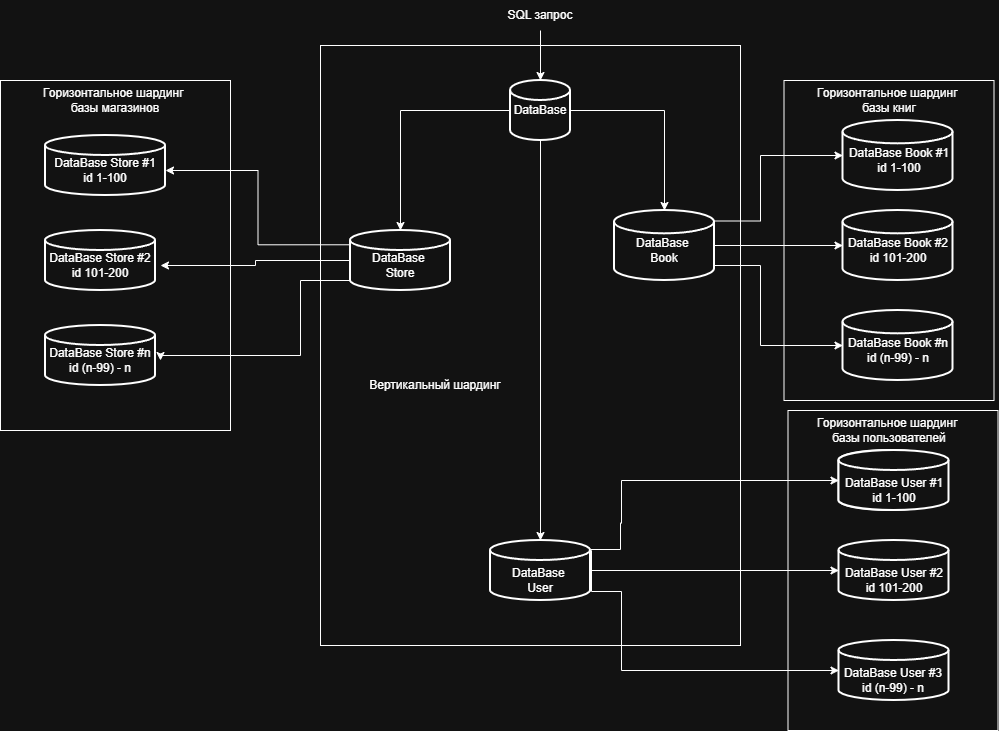 SQL запрос
DataBase
Горизонтальное шардинг
базы магазинов
DataBase Store #1
id 1-100
DataBase Store #2
id 101-200
DataBase Store #n
id (n-99) - n
DataBase
Store
DataBase
Book
Вертикальный шардинг
DataBase
User
Горизонтальное шардинг
базы книг
DataBase Book #1
id 1-100
DataBase Book #2
id 101-200
DataBase Book #n
id (n-99) - n
Горизонтальное шардинг
базы пользователей
DataBase User #1
id 1-100
DataBase User #2
id 101-200
DataBase User #3
id (n-99) - n